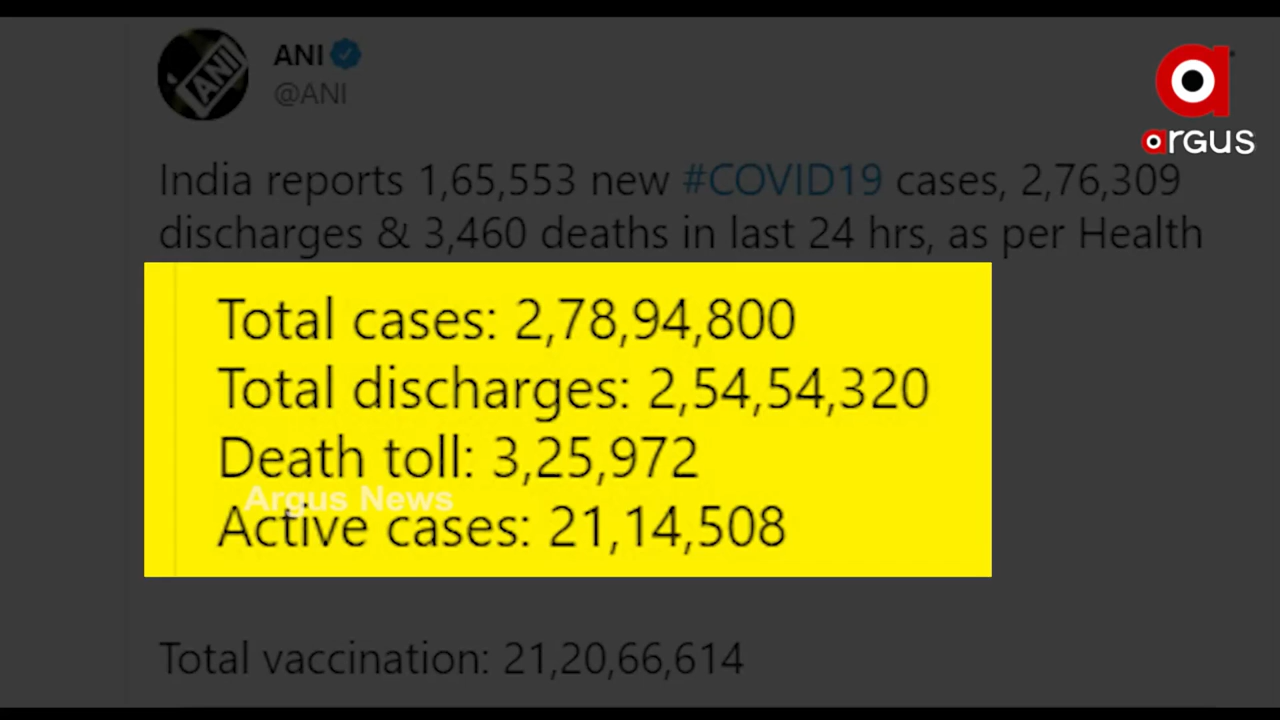 ANI
@ANI
argus
India reports 1,65,553 new #COVID19 cases, 2,76,309
discharges & 3,460 deaths in last 24 hrs, as per Health
Total cases: 2,78,94,800
Total discharges: 2,54,54,320
Death toll: 3,25,972
Argus News
Active cases: 21,14,508
Total vaccination: 21,20,66,614